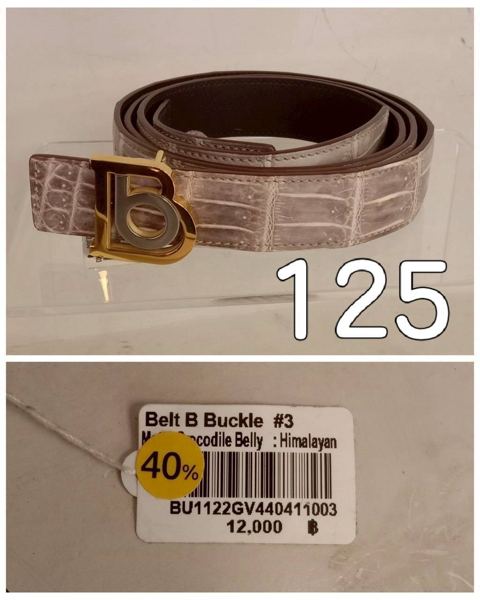 125
Belt B Buckle #3
Crocodile Belly : Himalayan
40%
BU1122GV440411003
12,000 ฿